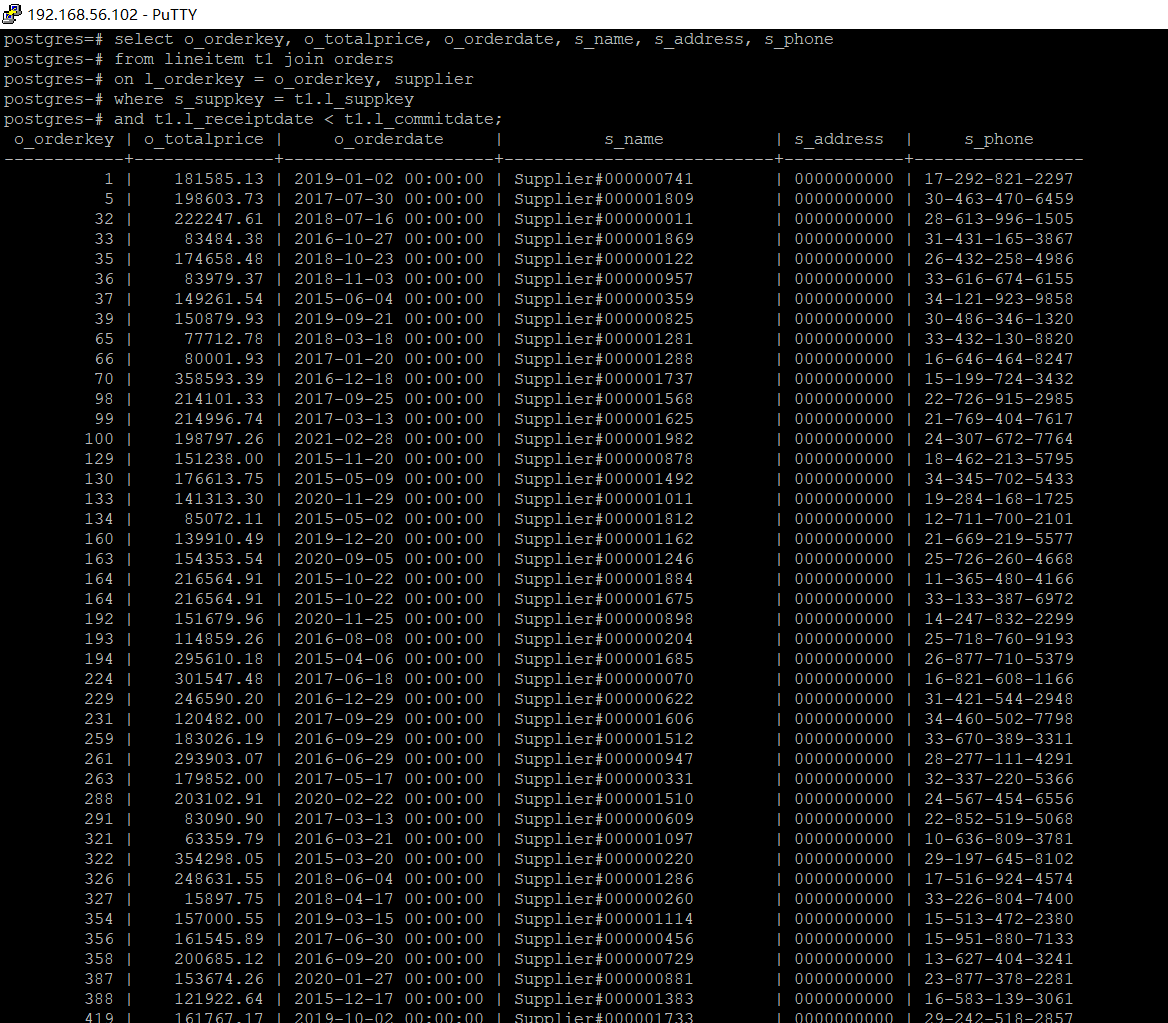 192.168.56.102 - PuTTY
postgres=# select o_orderkey, o_totalprice, o_orderdate, s_name, s_address, s_phone
postgres-# from lineitem t1 join orders
postgres-# on l_orderkey = o_orderkey, supplier
postgres-# where s_suppkey = t1.l_suppkey
postgres-# and t1.l_receiptdate < t1.l_commitdate;
 o_orderkey | o_totalprice |     o_orderdate     |          s_name           | s_address  |     s_phone
------------+--------------+---------------------+---------------------------+------------+-----------------
          1 |    181585.13 | 2019-01-02 00:00:00 | Supplier#000000741        | 0000000000 | 17-292-821-2297
          5 |    198603.73 | 2017-07-30 00:00:00 | Supplier#000001809        | 0000000000 | 30-463-470-6459
         32 |    222247.61 | 2018-07-16 00:00:00 | Supplier#000000011        | 0000000000 | 28-613-996-1505
         33 |     83484.38 | 2016-10-27 00:00:00 | Supplier#000001869        | 0000000000 | 31-431-165-3867
         35 |    174658.48 | 2018-10-23 00:00:00 | Supplier#000000122        | 0000000000 | 26-432-258-4986
         36 |     83979.37 | 2018-11-03 00:00:00 | Supplier#000000957        | 0000000000 | 33-616-674-6155
         37 |    149261.54 | 2015-06-04 00:00:00 | Supplier#000000359        | 0000000000 | 34-121-923-9858
         39 |    150879.93 | 2019-09-21 00:00:00 | Supplier#000000825        | 0000000000 | 30-486-346-1320
         65 |     77712.78 | 2018-03-18 00:00:00 | Supplier#000001281        | 0000000000 | 33-432-130-8820
         66 |     80001.93 | 2017-01-20 00:00:00 | Supplier#000001288        | 0000000000 | 16-646-464-8247
         70 |    358593.39 | 2016-12-18 00:00:00 | Supplier#000001737        | 0000000000 | 15-199-724-3432
         98 |    214101.33 | 2017-09-25 00:00:00 | Supplier#000001568        | 0000000000 | 22-726-915-2985
         99 |    214996.74 | 2017-03-13 00:00:00 | Supplier#000001625        | 0000000000 | 21-769-404-7617
        100 |    198797.26 | 2021-02-28 00:00:00 | Supplier#000001982        | 0000000000 | 24-307-672-7764
        129 |    151238.00 | 2015-11-20 00:00:00 | Supplier#000000878        | 0000000000 | 18-462-213-5795
        130 |    176613.75 | 2015-05-09 00:00:00 | Supplier#000001492        | 0000000000 | 34-345-702-5433
        133 |    141313.30 | 2020-11-29 00:00:00 | Supplier#000001011        | 0000000000 | 19-284-168-1725
        134 |     85072.11 | 2015-05-02 00:00:00 | Supplier#000001812        | 0000000000 | 12-711-700-2101
        160 |    139910.49 | 2019-12-20 00:00:00 | Supplier#000001162        | 0000000000 | 21-669-219-5577
        163 |    154353.54 | 2020-09-05 00:00:00 | Supplier#000001246        | 0000000000 | 25-726-260-4668
        164 |    216564.91 | 2015-10-22 00:00:00 | Supplier#000001884        | 0000000000 | 11-365-480-4166
        164 |    216564.91 | 2015-10-22 00:00:00 | Supplier#000001675        | 0000000000 | 33-133-387-6972
        192 |    151679.96 | 2020-11-25 00:00:00 | Supplier#000000898        | 0000000000 | 14-247-832-2299
        193 |    114859.26 | 2016-08-08 00:00:00 | Supplier#000000204        | 0000000000 | 25-718-760-9193
        194 |    295610.18 | 2015-04-06 00:00:00 | Supplier#000001685        | 0000000000 | 26-877-710-5379
        224 |    301547.48 | 2017-06-18 00:00:00 | Supplier#000000070        | 0000000000 | 16-821-608-1166
        229 |    246590.20 | 2016-12-29 00:00:00 | Supplier#000000622        | 0000000000 | 31-421-544-2948
        231 |    120482.00 | 2017-09-29 00:00:00 | Supplier#000001606        | 0000000000 | 34-460-502-7798
        259 |    183026.19 | 2016-09-29 00:00:00 | Supplier#000001512        | 0000000000 | 33-670-389-3311
        261 |    293903.07 | 2016-06-29 00:00:00 | Supplier#000000947        | 0000000000 | 28-277-111-4291
        263 |    179852.00 | 2017-05-17 00:00:00 | Supplier#000000331        | 0000000000 | 32-337-220-5366
        288 |    203102.91 | 2020-02-22 00:00:00 | Supplier#000001510        | 0000000000 | 24-567-454-6556
        291 |     83090.90 | 2017-03-13 00:00:00 | Supplier#000000609        | 0000000000 | 22-852-519-5068
        321 |     63359.79 | 2016-03-21 00:00:00 | Supplier#000001097        | 0000000000 | 10-636-809-3781
        322 |    354298.05 | 2015-03-20 00:00:00 | Supplier#000000220        | 0000000000 | 29-197-645-8102
        326 |    248631.55 | 2018-06-04 00:00:00 | Supplier#000001286        | 0000000000 | 17-516-924-4574
        327 |     15897.75 | 2018-04-17 00:00:00 | Supplier#000000260        | 0000000000 | 33-226-804-7400
        354 |    157000.55 | 2019-03-15 00:00:00 | Supplier#000001114        | 0000000000 | 15-513-472-2380
        356 |    161545.89 | 2017-06-30 00:00:00 | Supplier#000000456        | 0000000000 | 15-951-880-7133
        358 |    200685.12 | 2016-09-20 00:00:00 | Supplier#000000729        | 0000000000 | 13-627-404-3241
        387 |    153674.26 | 2020-01-27 00:00:00 | Supplier#000000881        | 0000000000 | 23-877-378-2281
        388 |    121922.64 | 2015-12-17 00:00:00 | Supplier#000001383        | 0000000000 | 16-583-139-3061
        419 |    161767.17 | 2019-10-02 00:00:00 | Supplier#000001733        | 0000000000 | 29-242-518-2857